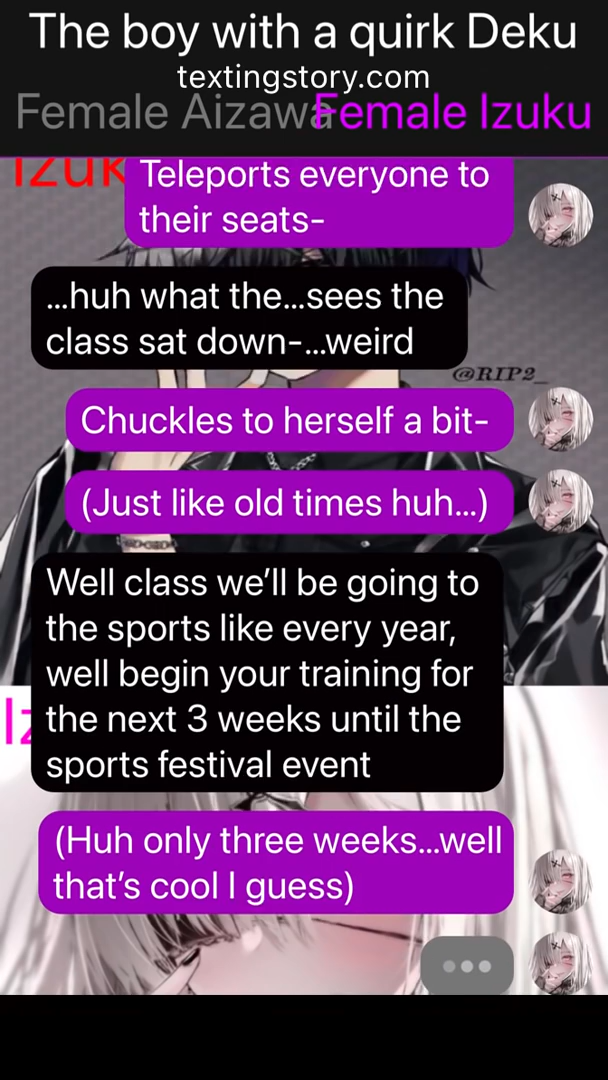 The boy with a quirk Deku
textingstory.com
Female Aizawa
Female Izuku
Izuk
Teleports everyone to
their seats-
...huh what the...sees the
class sat down-...weird
@RIP2_
Chuckles to herself a bit-
(Just like old times huh...)
Well class we'll be going to
the sports like every year,
well begin your training for
the next 3 weeks until the
sports festival event
Iz
(Huh only three weeks...well
that's cool I guess)